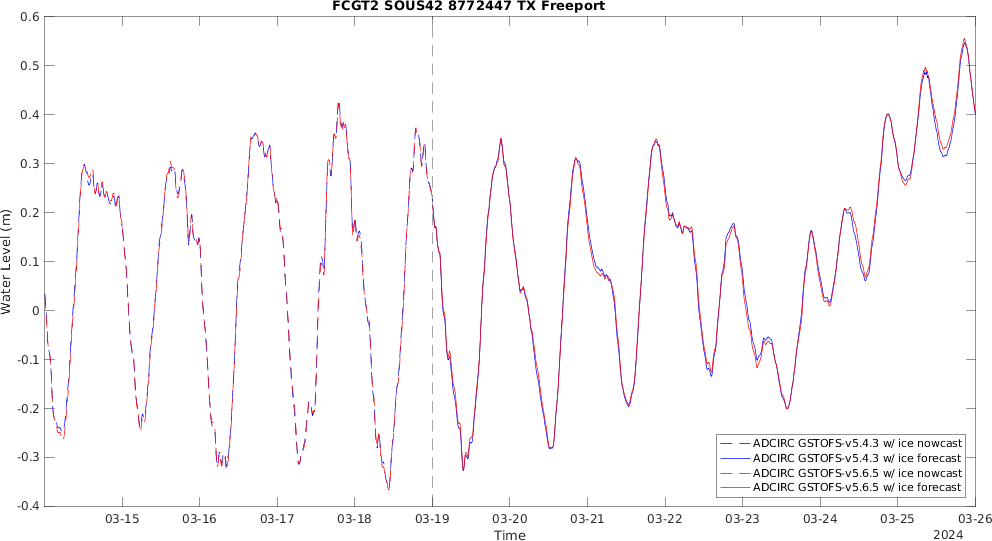 FCGT2 SOUS42 8772447 TX Freeport
0.6
0.5
0.4
0.3
0.2
0.1
0
-0.1
-0.2
-0.3
-0.4
Water Level (m)
ADCIRC GSTOFS-v5.4.3 w/ ice nowcast
ADCIRC GSTOFS-v5.4.3 w/ ice forecast
ADCIRC GSTOFS-v5.6.5 w/ ice nowcast
ADCIRC GSTOFS-v5.6.5 w/ ice forecast
03-15 03-16 03-17 03-18 03-19 03-20 03-21 03-22 03-23 03-24 03-25 03-26
Time
2024